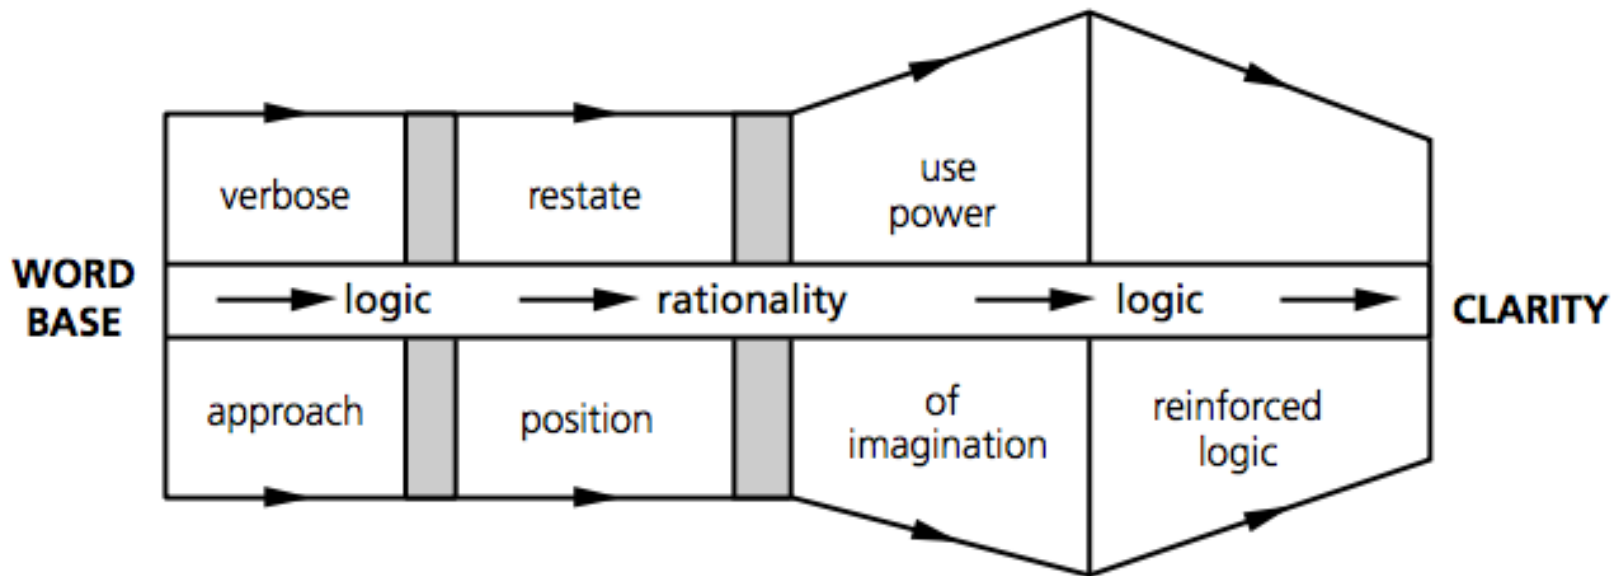 verbose
restate
use
power
WORD
BASE
logic
rationality
logic
CLARITY
approach
position
of
imagination
reinforced
logic